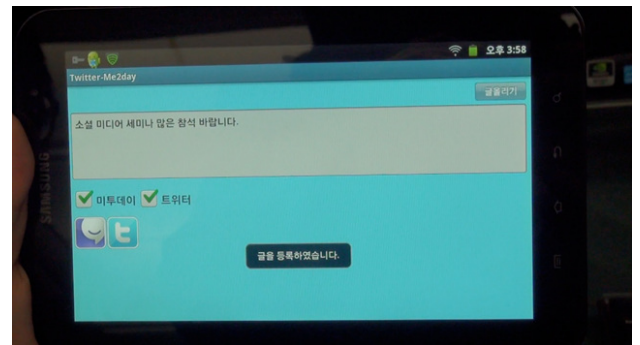 오후 3:58
Twitter-Me2day
글올리기
소셜 미디어 세미나 많은 참석 바랍니다.
미투데이 트위터
글을 등록하였습니다.
SAMSUNG